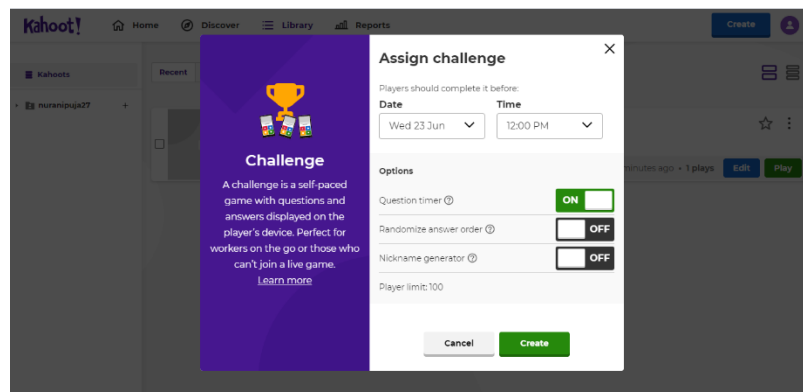 Kahoot! Home Discover Library Reports Create
Kahoots
Recent
nuranipuja27 +
minutes ago • 1 plays Edit Play
Challenge
A challenge is a self-paced
game with questions and
answers displayed on the
player's device. Perfect for
workers on the go or those who
can't join a live game.
Learn more
Assign challenge
Players should complete it before:
Date Time
Wed 23 Jun 12:00 PM
Options
Question timer ON
Randomize answer order OFF
Nickname generator OFF
Player limit: 100
Cancel Create